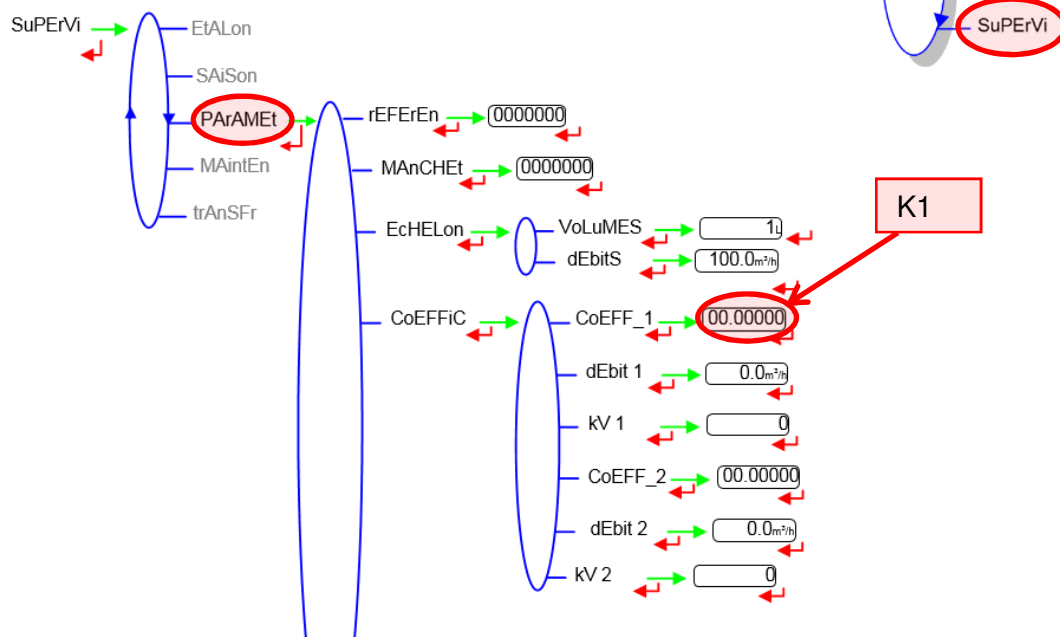 SuPErVi
EtALon
SuPErVi
SAiSon
PArAMEt
rEFErEn
0000000
MAintEn
MAnCHEt
0000000
trAnSFr
K1
EcHELon
VoLuMES
1L
dEbitS
100.0m³/h
CoEFFiC
CoEFF_1
00.00000
dEbit 1
0.0m³/h
kV 1
0
CoEFF_2
00.00000
dEbit 2
0.0m³/h
kV 2
0